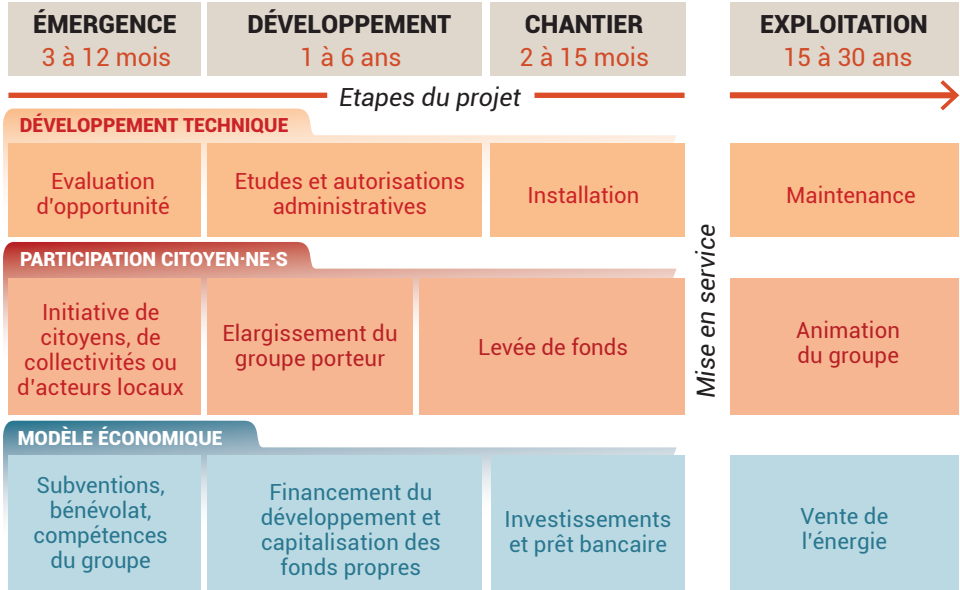 ÉMERGENCE
3 à 12 mois
DÉVELOPPEMENT
1 à 6 ans
CHANTIER
2 à 15 mois
EXPLOITATION
15 à 30 ans
Etapes du projet
DÉVELOPPEMENT TECHNIQUE
Evaluation
d'opportunité
Etudes et autorisations
administratives
Installation
Maintenance
PARTICIPATION CITOYEN·NE·S
Initiative de
citoyens, de
collectivités ou
d'acteurs locaux
Elargissement du
groupe porteur
Levée de fonds
Mise en service
Animation
du groupe
MODÈLE ÉCONOMIQUE
Subventions,
bénévolat,
compétences
du groupe
Financement du
développement et
capitalisation des
fonds propres
Investissements
et prêt bancaire
Vente de
l'énergie